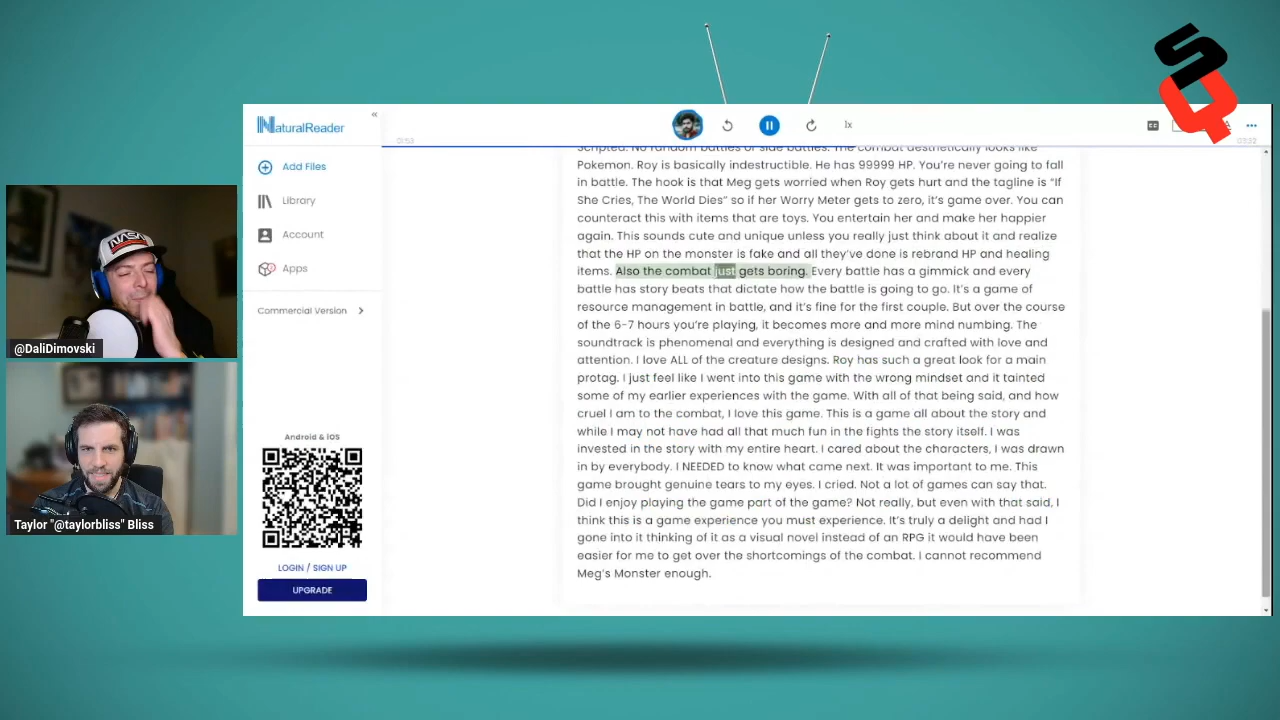 NaturalReader
«
Add Files
Library
Account
Apps
Commercial Version
Android & iOS
LOGIN / SIGN UP
UPGRADE
1x
01:53
Scripted. No random battles or side battles. The combat aesthetically looks like
Pokemon. Roy is basically indestructible. He has 99999 HP. You're never going to fall
in battle. The hook is that Meg gets worried when Roy gets hurt and the tagline is "If
She Cries, The World Dies" so if her Worry Meter gets to zero, it's game over. You can
counteract this with items that are toys. You entertain her and make her happier
again. This sounds cute and unique unless you really just think about it and realize
that the HP on the monster is fake and all they've done is rebrand HP and healing
items. Also the combat just gets boring. Every battle has a gimmick and every
battle has story beats that dictate how the battle is going to go. It's a game of
resource management in battle, and it's fine for the first couple. But over the course
of the 6-7 hours you're playing, it becomes more and more mind numbing. The
soundtrack is phenomenal and everything is designed and crafted with love and
attention. I love ALL of the creature designs. Roy has such a great look for a main
protag. I just feel like I went into this game with the wrong mindset and it tainted
some of my earlier experiences with the game. With all of that being said, and how
cruel I am to the combat, I love this game. This is a game all about the story and
while I may not have had all that much fun in the fights the story itself. I was
invested in the story with my entire heart. I cared about the characters, I was drawn
in by everybody. I NEEDED to know what came next. It was important to me. This
game brought genuine tears to my eyes. I cried. Not a lot of games can say that.
Did I enjoy playing the game part of the game? Not really, but even with that said, I
think this is a game experience you must experience. It's truly a delight and had I
gone into it thinking of it as a visual novel instead of an RPG it would have been
easier for me to get over the shortcomings of the combat. I cannot recommend
Meg's Monster enough.
SQ
NASA
@DaliDimovski
Taylor "@taylorbliss" Bliss